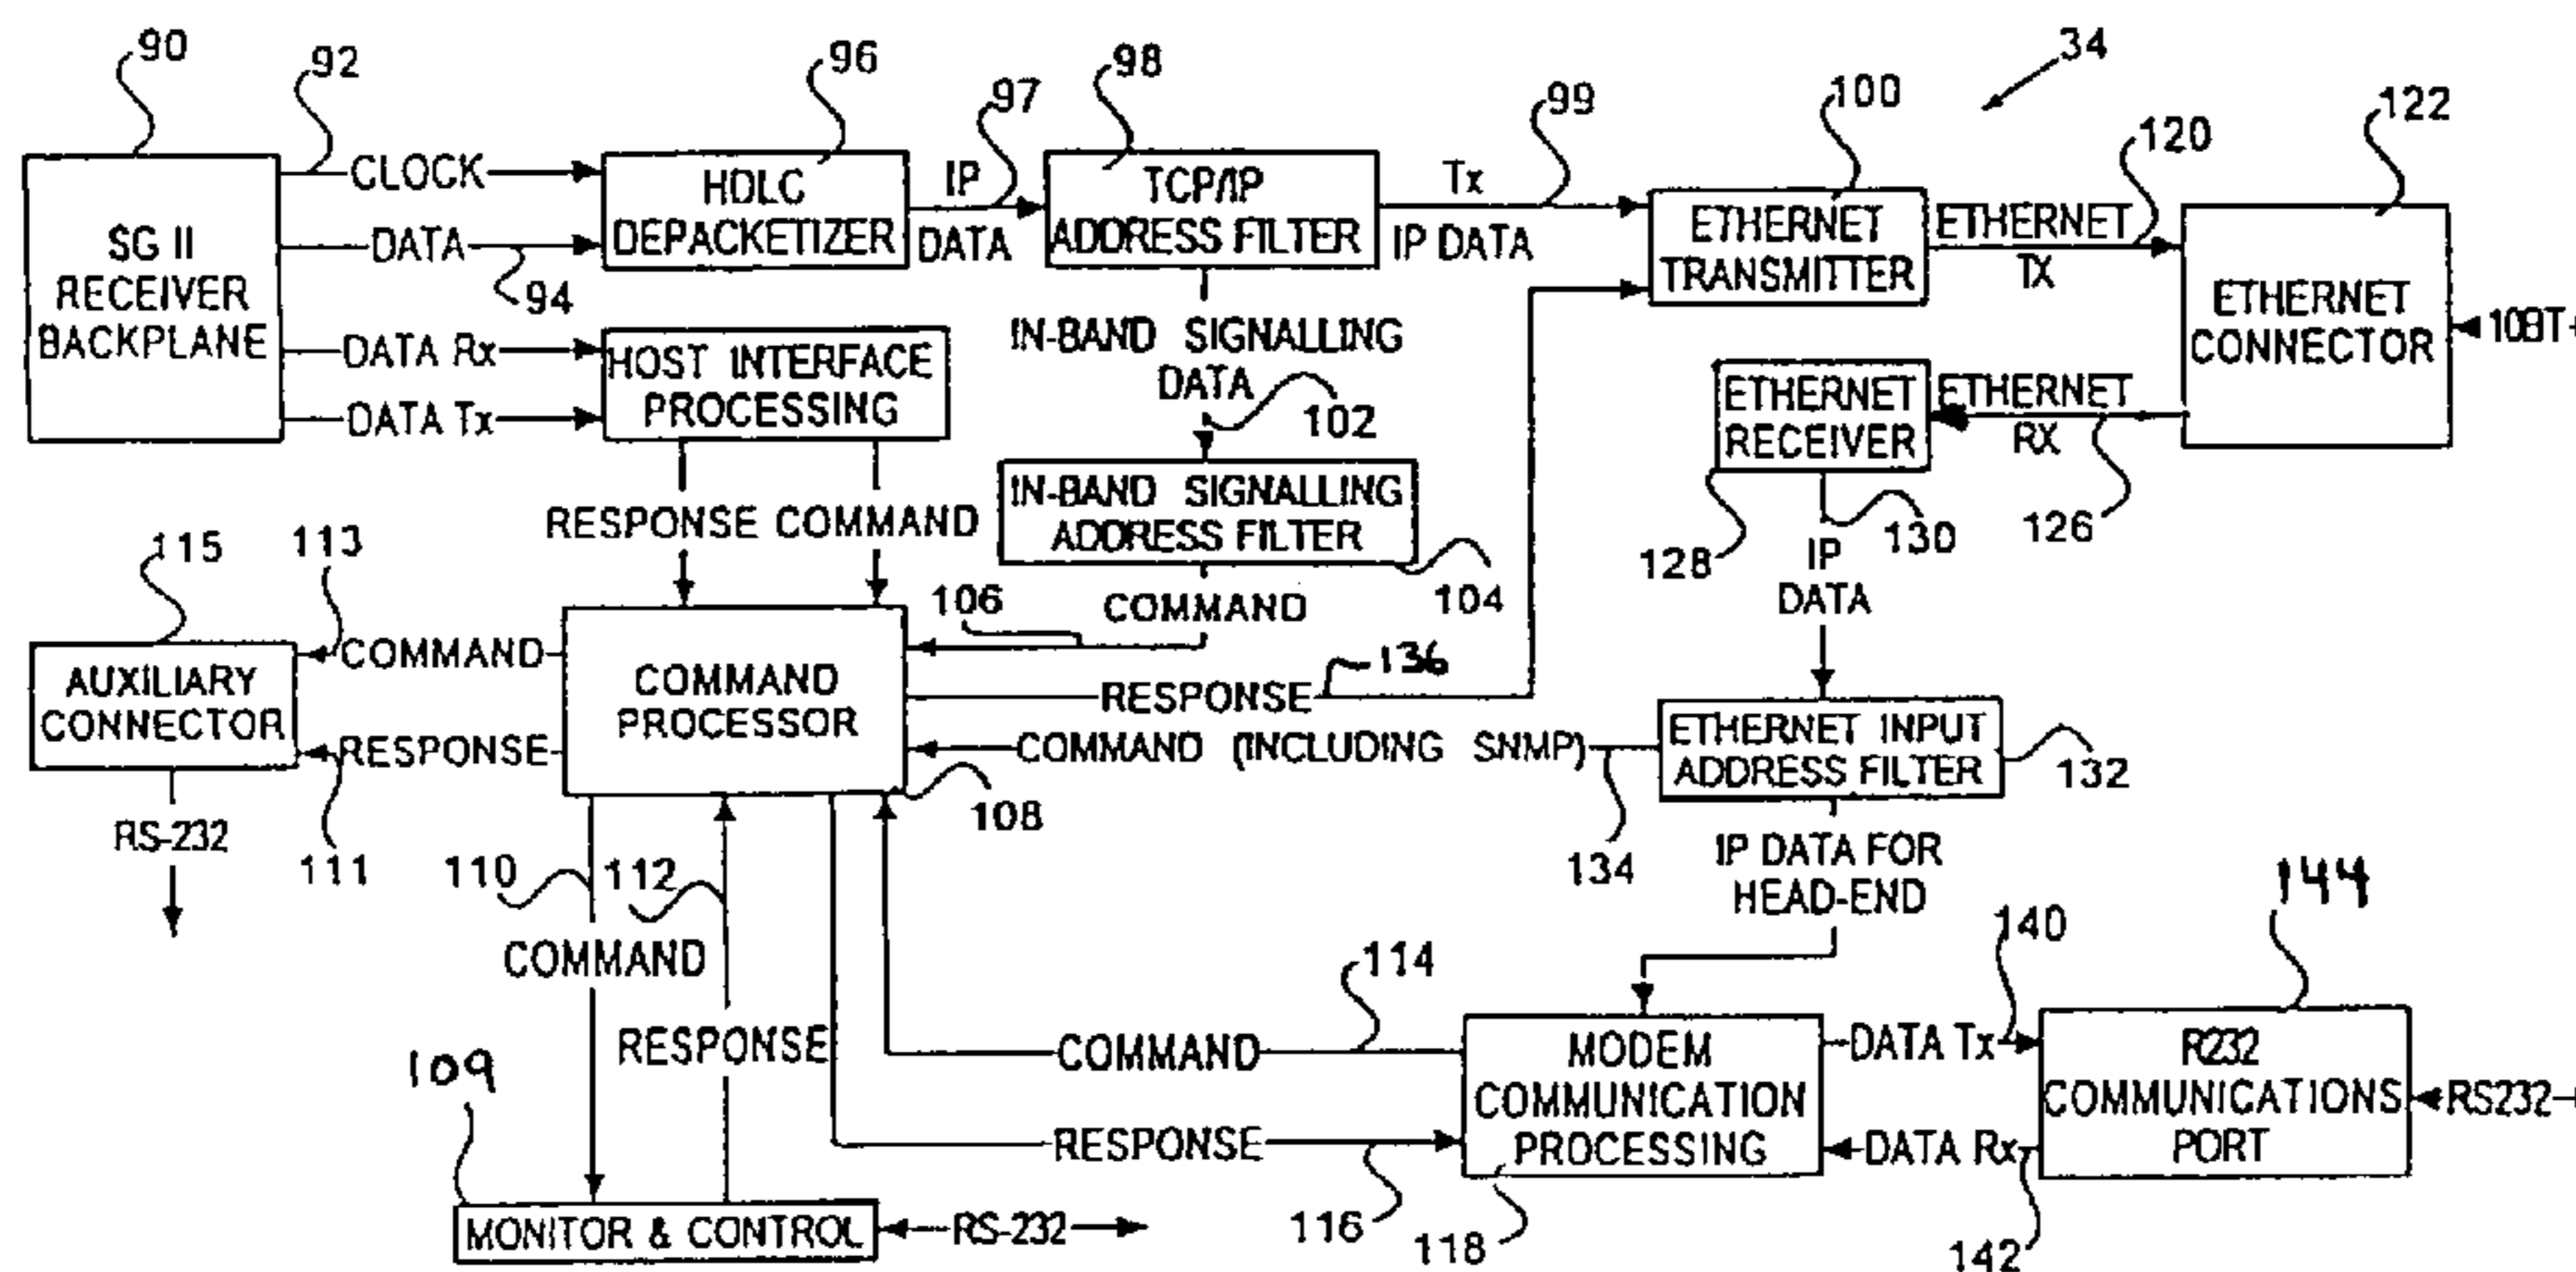 90
92
96
97
98
99
100
34
120
122
CLOCK
DATA
94
SG II
RECEIVER
BACKPLANE
HDLC
DEPACKETIZER
IP
DATA
TCP/IP
ADDRESS FILTER
Tx
IP DATA
ETHERNET
TRANSMITTER
ETHERNET
TX
ETHERNET
CONNECTOR
10BT
DATA Rx
DATA Tx
HOST INTERFACE
PROCESSING
IN-BAND SIGNALLING
DATA
102
ETHERNET
RECEIVER
ETHERNET
RX
126
128
130
IP
DATA
RESPONSE
COMMAND
IN-BAND SIGNALLING
ADDRESS FILTER
104
115
113
106
COMMAND
AUXILIARY
CONNECTOR
COMMAND
RESPONSE
111
RS-232
COMMAND
PROCESSOR
108
RESPONSE
136
COMMAND (INCLUDING SNMP)
134
ETHERNET INPUT
ADDRESS FILTER
132
IP DATA FOR
HEAD-END
110
112
COMMAND
RESPONSE
109
MONITOR & CONTROL
RS-232
114
COMMAND
RESPONSE
116
MODEM
COMMUNICATION
PROCESSING
118
140
DATA Tx
DATA Rx
142
144
R232
COMMUNICATIONS
PORT
RS232